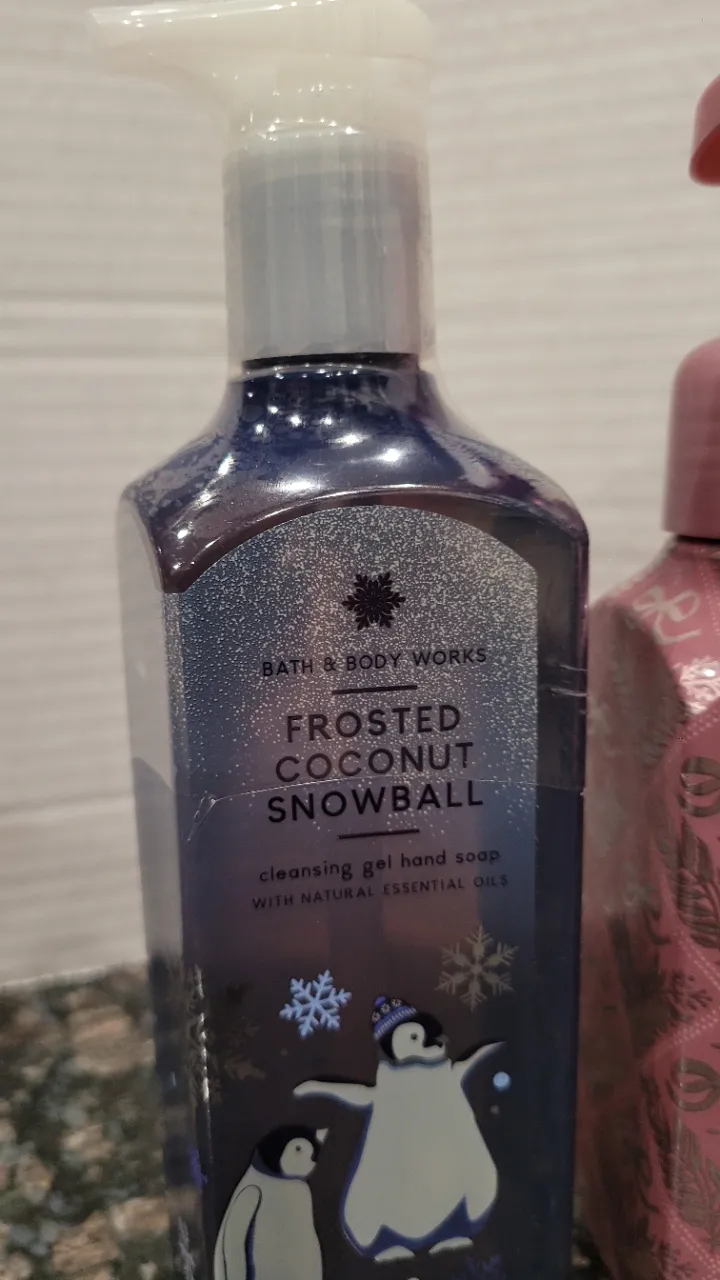 BATH & BODY WORKS
FROSTED
COCONUT
SNOWBALL
cleansing gel hand soap
WITH NATURAL ESSENTIAL OILS